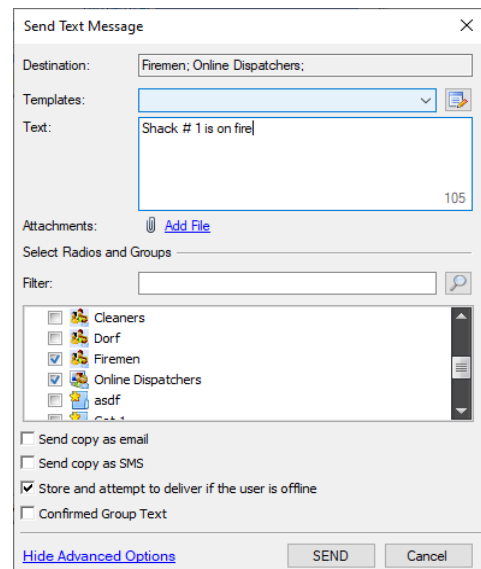 Send Text Message
Destination: Firemen; Online Dispatchers;
Templates:
Text: Shack # 1 is on fire
105
Attachments: Add File
Select Radios and Groups
Filter:
Cleaners
Dorf
Firemen
Online Dispatchers
asdf
Send copy as email
Send copy as SMS
Store and attempt to deliver if the user is offline
Confirmed Group Text
Hide Advanced Options SEND Cancel